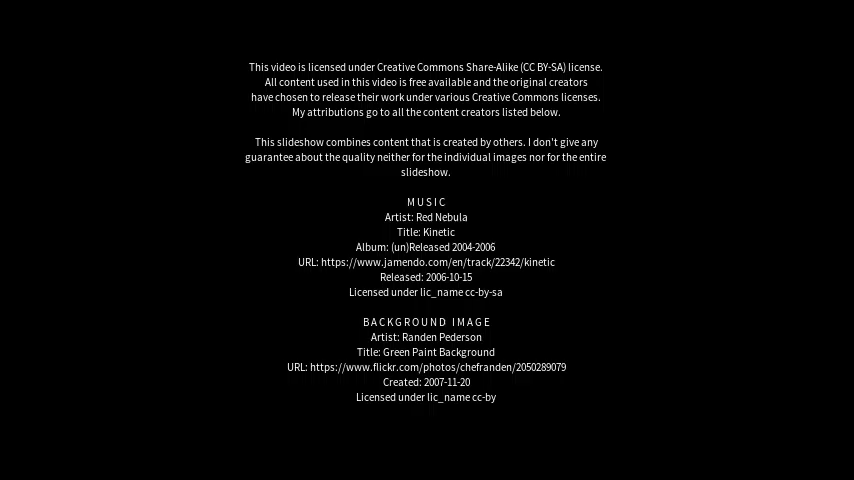 This video is licensed under Creative Commons Share-Alike (CC BY-SA) license.
All content used in this video is free available and the original creators
have chosen to release their work under various Creative Commons licenses.
My attributions go to all the content creators listed below.
This slideshow combines content that is created by others. I don't give any
guarantee about the quality neither for the individual images nor for the entire
slideshow.
MUSIC
Artist: Red Nebula
Title: Kinetic
Album: (un)Released 2004-2006
URL: https://www.jamendo.com/en/track/22342/kinetic
Released: 2006-10-15
Licensed under lic_name cc-by-sa
BACKGROUND IMAGE
Artist: Randen Pederson
Title: Green Paint Background
URL: https://www.flickr.com/photos/chefranden/2050289079
Created: 2007-11-20
Licensed under lic_name cc-by